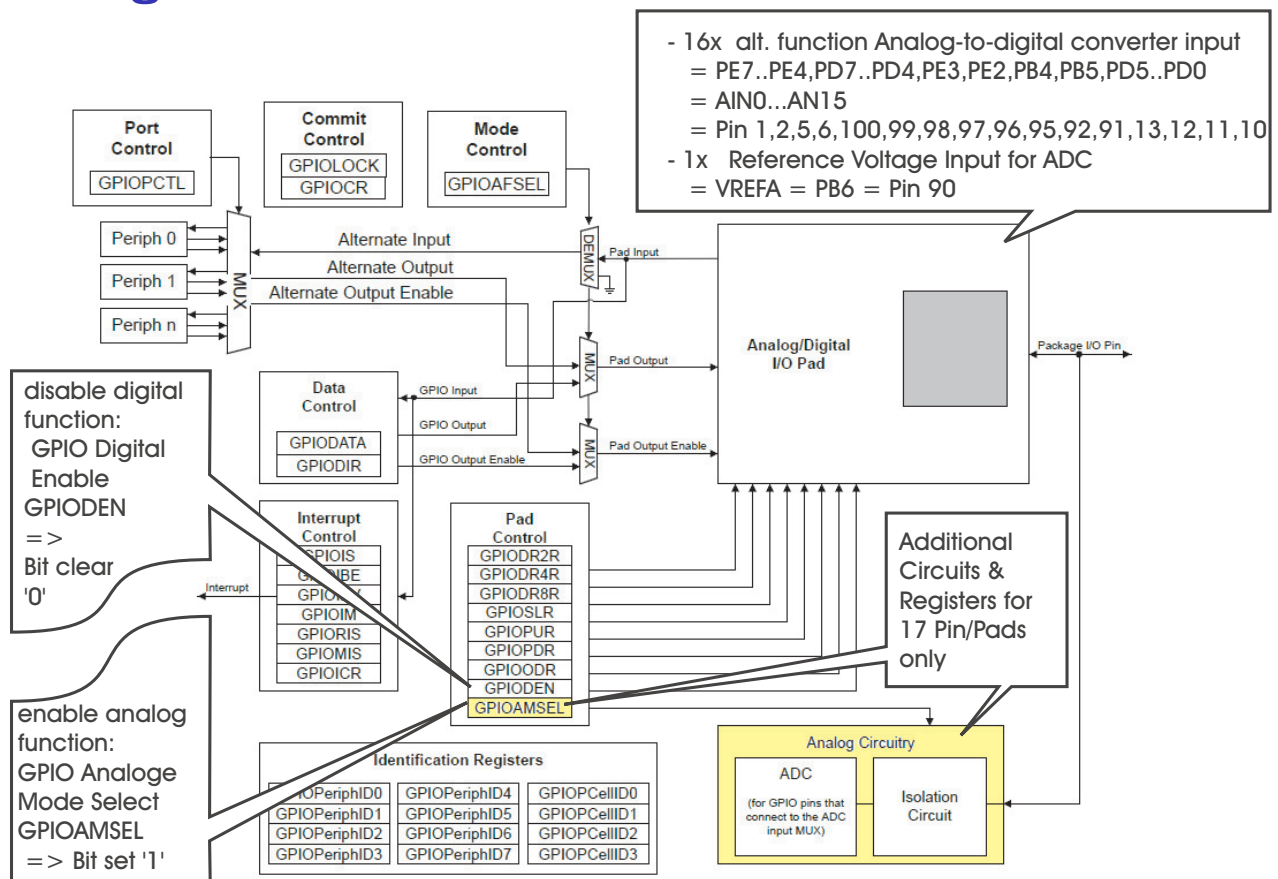 - 16x alt. function Analog-to-digital converter input
= PE7..PE4,PD7..PD4,PE3,PE2,PB4,PB5,PD5..PD0
= AIN0...AN15
= Pin 1,2,5,6,100,99,98,97,96,95,92,91,13,12,11,10
- 1x Reference Voltage Input for ADC
= VREFA = PB6 = Pin 90
Port
Control
GPIOPCTL
Commit
Control
GPIOLOCK
GPIOCR
Mode
Control
GPIOAFSEL
Periph 0
Periph 1
Periph n
MUX
Alternate Input
Alternate Output
Alternate Output Enable
DEMUX
Pad Input
MUX
Pad Output
MUX
Pad Output Enable
Analog/Digital
I/O Pad
Package I/O Pin
Data
Control
GPIODATA
GPIODIR
GPIO Input
GPIO Output
GPIO Output Enable
disable digital
function:
GPIO Digital
Enable
GPIODEN
=>
Bit clear
'0'
Interrupt
Interrupt
Control
GPIOIS
GPIOIM
GPIORIS
GPIOMIS
GPIOICR
Pad
Control
GPIODR2R
GPIODR4R
GPIODR8R
GPIOSLR
GPIOPUR
GPIOPDR
GPIOODR
GPIODEN
GPIOAMSEL
Additional
Circuits &
Registers for
17 Pin/Pads
only
enable analog
function:
GPIO Analoge
Mode Select
GPIOAMSEL
=> Bit set '1'
Identification Registers
GPIOPeriphID0 GPIOPeriphID4 GPIOPCellID0
GPIOPeriphID1 GPIOPeriphID5 GPIOPCellID1
GPIOPeriphID2 GPIOPeriphID6 GPIOPCellID2
GPIOPeriphID3 GPIOPeriphID7 GPIOPCellID3
Analog Circuitry
ADC
(for GPIO pins that
connect to the ADC
input MUX)
Isolation
Circuit